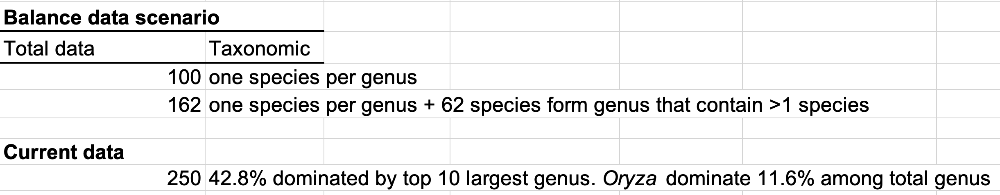 Balance data scenario
Total data Taxonomic
100 one species per genus
162 one species per genus + 62 species form genus that contain >1 species
Current data
250 42.8% dominated by top 10 largest genus. Oryza dominate 11.6% among total genus